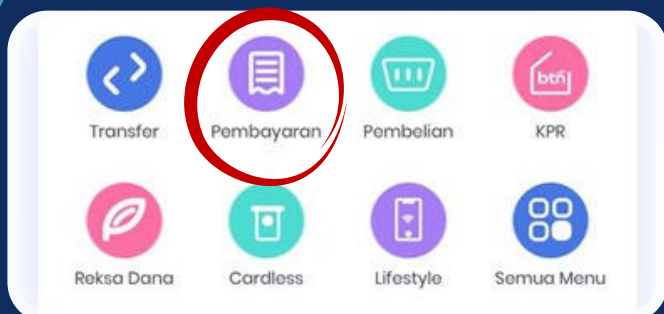 btn
Transfer Pembayaran Pembelian KPR
Reksa Dana Cardless Lifestyle Semua Menu